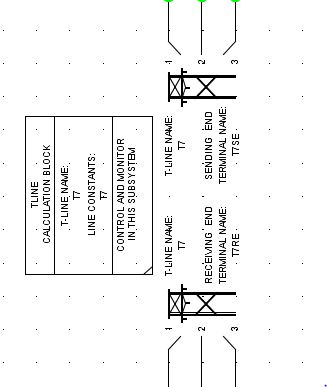 1
2
3
TLINE
CALCULATION BLOCK
T-LINE NAME:
T7
LINE CONSTANTS:
T7
CONTROL AND MONITOR
IN THIS SUBSYSTEM
T-LINE NAME:
T7
SENDING END
TERMINAL NAME:
T7SE
T-LINE NAME:
T7
RECEIVING END
TERMINAL NAME:
T7RE
1
2
3